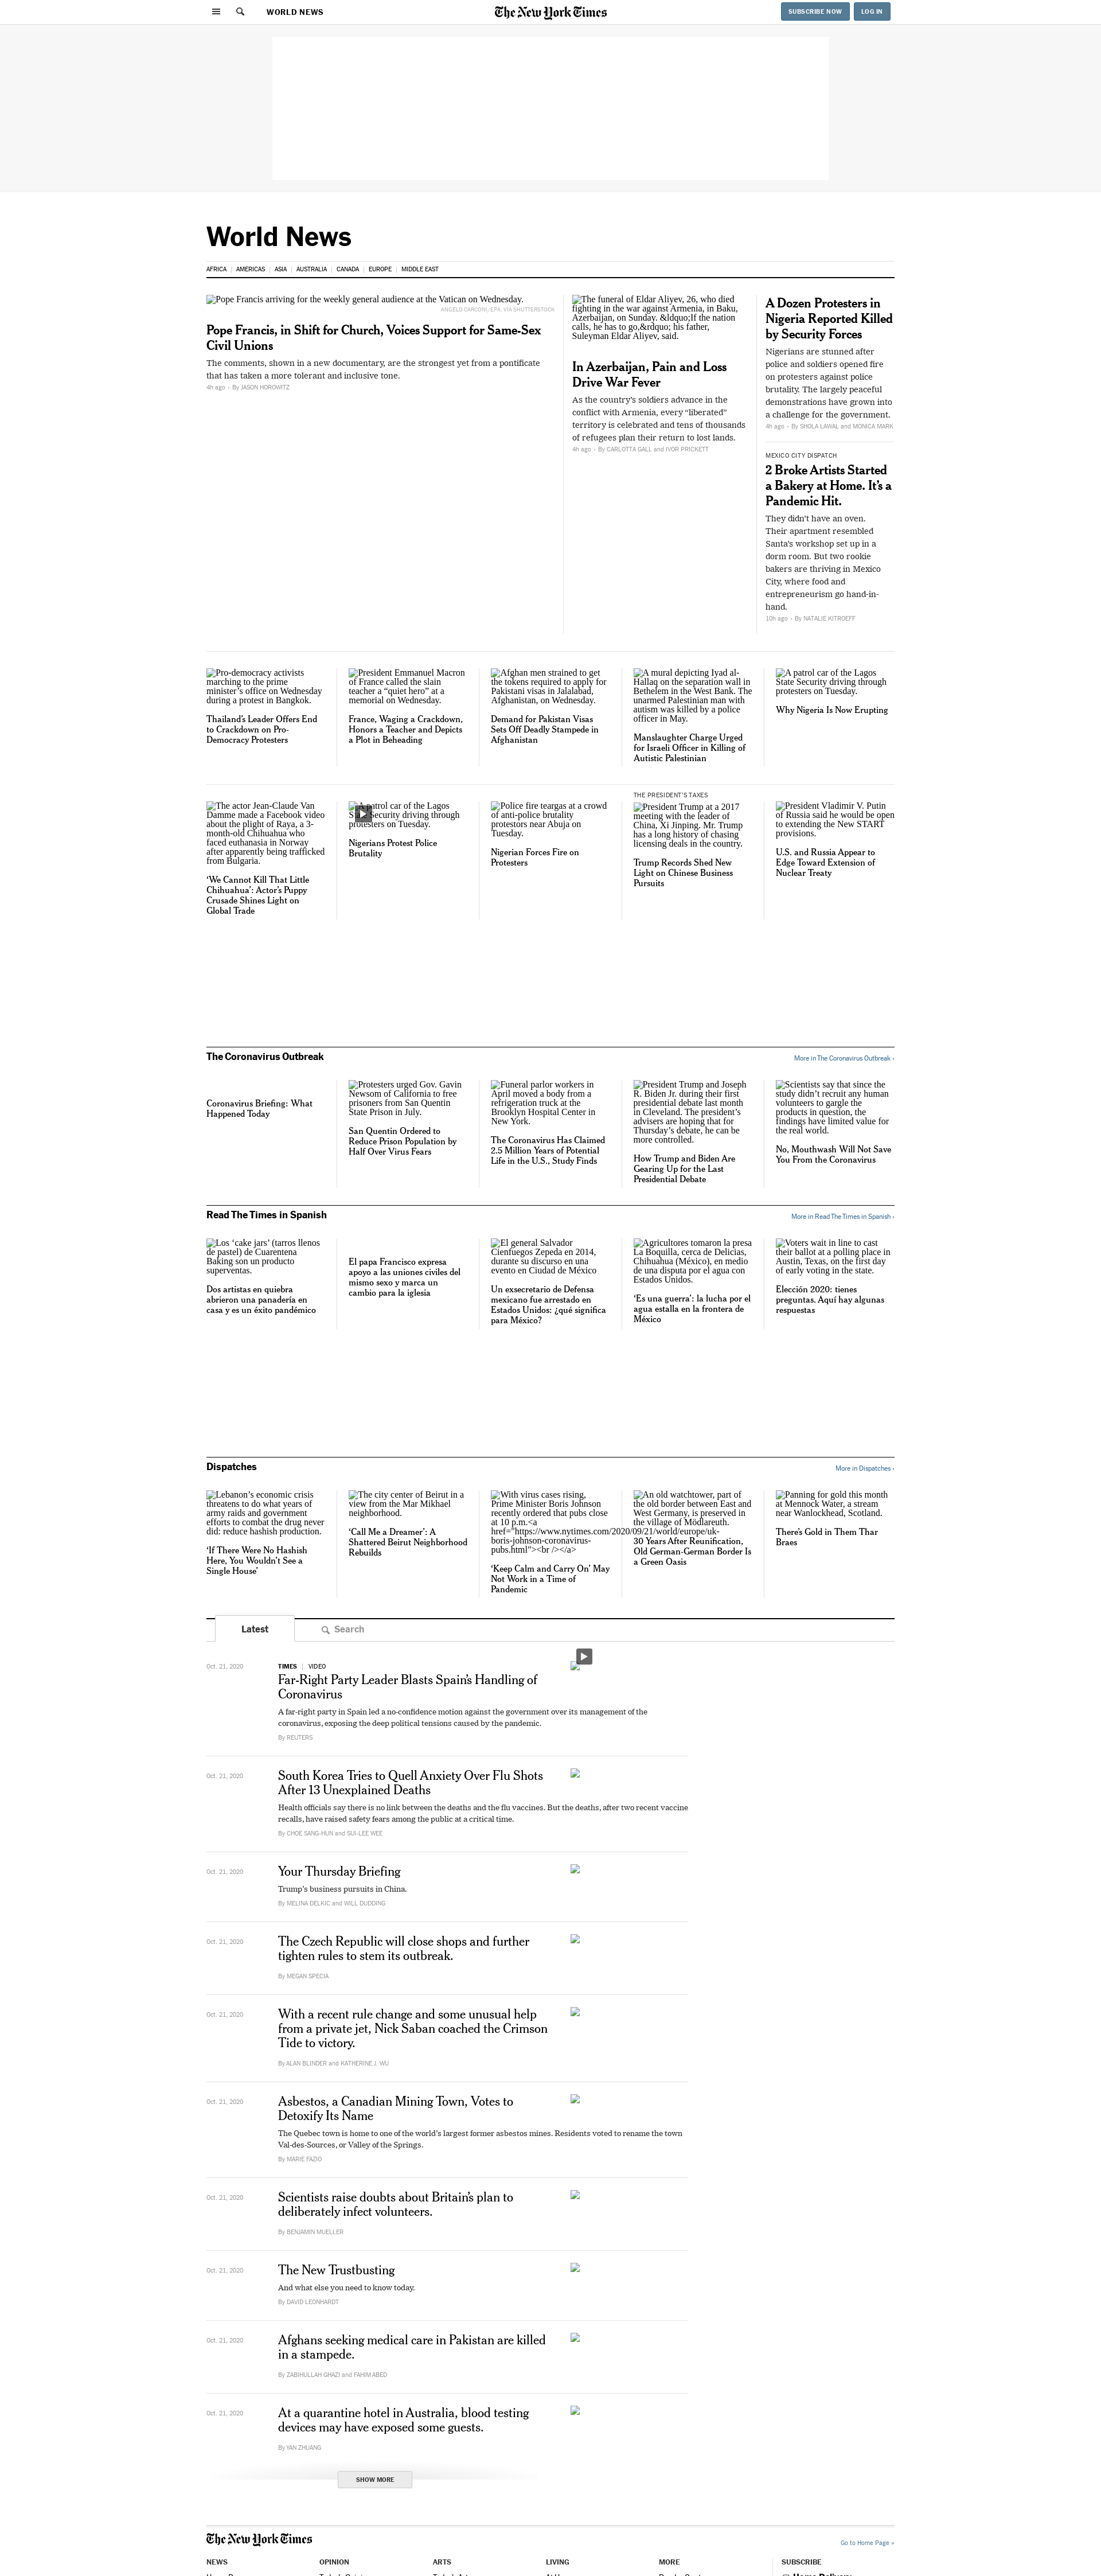 WORLD NEWS
The New York Times
SUBSCRIBE NOW
LOG IN
World News
AFRICA
AMERICAS
ASIA
AUSTRALIA
CANADA
EUROPE
MIDDLE EAST
Pope Francis arriving for the weekly general audience at the Vatican on Wednesday.
ANGELO CARCONI/EPA, VIA SHUTTERSTOCK
Pope Francis, in Shift for Church, Voices Support for Same-Sex
Civil Unions
The comments, shown in a new documentary, are the strongest yet from a pontificate
that has taken a more tolerant and inclusive tone.
4h ago - By JASON HOROWITZ
The funeral of Eldar Aliyev, 26, who died
fighting in the war against Armenia, in Baku,
Azerbaijan, on Sunday. &ldquo;If the nation
calls, he has to go,&rdquo; his father,
Suleyman Eldar Aliyev, said.
In Azerbaijan, Pain and Loss
Drive War Fever
As the country's soldiers advance in the
conflict with Armenia, every “liberated”
territory is celebrated and tens of thousands
of refugees plan their return to lost lands.
4h ago - By CARLOTTA GALL and IVOR PRICKETT
A Dozen Protesters in
Nigeria Reported Killed
by Security Forces
Nigerians are stunned after
police and soldiers opened fire
on protesters against police
brutality. The largely peaceful
demonstrations have grown into
a challenge for the government.
4h ago - By SHOLA LAWAL and MONICA MARK
MEXICO CITY DISPATCH
2 Broke Artists Started
a Bakery at Home. It’s a
Pandemic Hit.
They didn’t have an oven.
Their apartment resembled
Santa’s workshop set up in a
dorm room. But two rookie
bakers are thriving in Mexico
City, where food and
entrepreneurism go hand-in-
hand.
10h ago - By NATALIE KITROEFF
Pro-democracy activists
marching to the prime
minister’s office on Wednesday
during a protest in Bangkok.
Thailand’s Leader Offers End
to Crackdown on Pro-
Democracy Protesters
President Emmanuel Macron
of France called the slain
teacher a “quiet hero” at a
memorial on Wednesday.
France, Waging a Crackdown,
Honors a Teacher and Depicts
a Plot in Beheading
Afghan men strained to get
the tokens required to apply for
Pakistani visas in Jalalabad,
Afghanistan, on Wednesday.
Demand for Pakistan Visas
Sets Off Deadly Stampede in
Afghanistan
A mural depicting Iyad al-
Hallaq on the separation wall in
Bethelem in the West Bank. The
unarmed Palestinian man with
autism was killed by a police
officer in May.
Manslaughter Charge Urged
for Israeli Officer in Killing of
Autistic Palestinian
A patrol car of the Lagos
State Security driving through
protesters on Tuesday.
Why Nigeria Is Now Erupting
The actor Jean-Claude Van
Damme made a Facebook video
about the plight of Raya, a 3-
month-old Chihuahua who
faced euthanasia in Norway
after apparently being trafficked
from Bulgaria.
‘We Cannot Kill That Little
Chihuahua’: Actor’s Puppy
Crusade Shines Light on
Global Trade
A patrol car of the Lagos
State Security driving through
protesters on Tuesday.
Nigerians Protest Police
Brutality
Police fire teargas at a crowd
of anti-police brutality
protestors near Abuja on
Tuesday.
Nigerian Forces Fire on
Protesters
THE PRESIDENT’S TAXES
President Trump at a 2017
meeting with the leader of
China, Xi Jinping. Mr. Trump
has a long history of chasing
licensing deals in the country.
Trump Records Shed New
Light on Chinese Business
Pursuits
President Vladimir V. Putin
of Russia said he would be open
to extending the New START
provisions.
U.S. and Russia Appear to
Edge Toward Extension of
Nuclear Treaty
The Coronavirus Outbreak
More in The Coronavirus Outbreak ›
Coronavirus Briefing: What
Happened Today
Protesters urged Gov. Gavin
Newsom of California to free
prisoners from San Quentin
State Prison in July.
San Quentin Ordered to
Reduce Prison Population by
Half Over Virus Fears
Funeral parlor workers in
April moved a body from a
refrigeration truck at the
Brooklyn Hospital Center in
New York.
The Coronavirus Has Claimed
2.5 Million Years of Potential
Life in the U.S., Study Finds
President Trump and Joseph
R. Biden Jr. during their first
presidential debate last month
in Cleveland. The president’s
advisers are hoping that for
Thursday’s debate, he can be
more controlled.
How Trump and Biden Are
Gearing Up for the Last
Presidential Debate
Scientists say that since the
study didn’t recruit any human
volunteers to gargle the
products in question, the
findings have limited value for
the real world.
No, Mouthwash Will Not Save
You From the Coronavirus
Read The Times in Spanish
More in Read The Times in Spanish ›
Los ‘cake jars’ (tarros llenos
de pastel) de Cuarentena
Baking son un producto
superventas.
Dos artistas en quiebra
abrieron una panadería en
casa y es un éxito pandémico
El papa Francisco expresa
apoyo a las uniones civiles del
mismo sexo y marca un
cambio para la iglesia
El general Salvador
Cienfuegos Zepeda en 2014,
durante su discurso en una
evento en Ciudad de México
Un exsecretario de Defensa
mexicano fue arrestado en
Estados Unidos: ¿qué significa
para México?
Agricultores tomaron la presa
La Boquilla, cerca de Delicias,
Chihuahua (México), en medio
de una disputa por el agua con
Estados Unidos.
‘Es una guerra’: la lucha por el
agua estalla en la frontera de
México
Voters wait in line to cast
their ballot at a polling place in
Austin, Texas, on the first day
of early voting in the state.
Elección 2020: tienes
preguntas. Aquí hay algunas
respuestas
Dispatches
More in Dispatches ›
Lebanon’s economic crisis
threatens to do what years of
army raids and government
efforts to combat the drug never
did: reduce hashish production.
‘If There Were No Hashish
Here, You Wouldn’t See a
Single House’
The city center of Beirut in a
view from the Mar Mikhael
neighborhood.
‘Call Me a Dreamer’: A
Shattered Beirut Neighborhood
Rebuilds
With virus cases rising,
Prime Minister Boris Johnson
recently ordered that pubs close
at 10 p.m.<a
href="https://www.nytimes.com/2020/09/21/world/europe/uk-
boris-johnson-coronavirus-
pubs.html"><br /></a>
‘Keep Calm and Carry On’ May
Not Work in a Time of
Pandemic
An old watchtower, part of
the old border between East and
West Germany, is preserved in
the village of Mödlareuth.
30 Years After Reunification,
Old German-German Border Is
a Green Oasis
Panning for gold this month
at Mennock Water, a stream
near Wanlockhead, Scotland.
There’s Gold in Them Thar
Braes
Latest
Search
Oct. 21, 2020
TIMES | VIDEO
Far-Right Party Leader Blasts Spain’s Handling of
Coronavirus
A far-right party in Spain led a no-confidence motion against the government over its management of the
coronavirus, exposing the deep political tensions caused by the pandemic.
By REUTERS
Oct. 21, 2020
South Korea Tries to Quell Anxiety Over Flu Shots
After 13 Unexplained Deaths
Health officials say there is no link between the deaths and the flu vaccines. But the deaths, after two recent vaccine
recalls, have raised safety fears among the public at a critical time.
By CHOE SANG-HUN and SUI-LEE WEE
Oct. 21, 2020
Your Thursday Briefing
Trump’s business pursuits in China.
By MELINA DELKIC and WILL DUDDING
Oct. 21, 2020
The Czech Republic will close shops and further
tighten rules to stem its outbreak.
By MEGAN SPECIA
Oct. 21, 2020
With a recent rule change and some unusual help
from a private jet, Nick Saban coached the Crimson
Tide to victory.
By ALAN BLINDER and KATHERINE J. WU
Oct. 21, 2020
Asbestos, a Canadian Mining Town, Votes to
Detoxify Its Name
The Quebec town is home to one of the world’s largest former asbestos mines. Residents voted to rename the town
Val-des-Sources, or Valley of the Springs.
By MARIE FAZIO
Oct. 21, 2020
Scientists raise doubts about Britain’s plan to
deliberately infect volunteers.
By BENJAMIN MUELLER
Oct. 21, 2020
The New Trustbusting
And what else you need to know today.
By DAVID LEONHARDT
Oct. 21, 2020
Afghans seeking medical care in Pakistan are killed
in a stampede.
By ZABIHULLAH GHAZI and FAHIM ABED
Oct. 21, 2020
At a quarantine hotel in Australia, blood testing
devices may have exposed some guests.
By YAN ZHUANG
SHOW MORE
The New York Times
Go to Home Page »
NEWS
OPINION
ARTS
LIVING
MORE
SUBSCRIBE